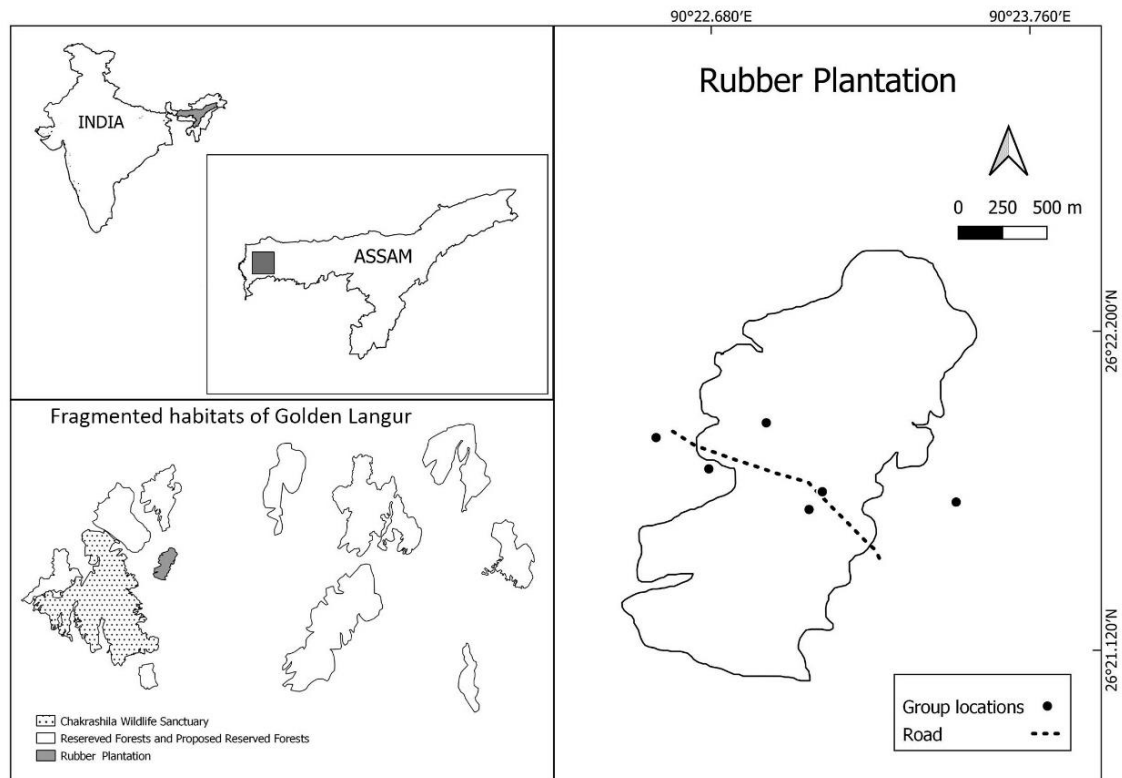 INDIA
ASSAM
Fragmented habitats of Golden Langur
Chakrashila Wildlife Sanctuary
Resereved Forests and Proposed Reserved Forests
Rubber Plantation
90°22.680′E
90°23.760′E
Rubber Plantation
0 250 500 m
26°22.200′N
26°21.120′N
Group locations
Road